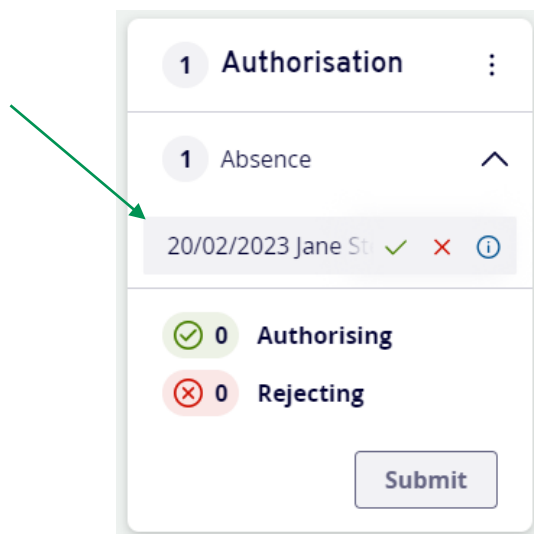 1 Authorisation
1 Absence
20/02/2023 Jane
0 Authorising
0 Rejecting
Submit